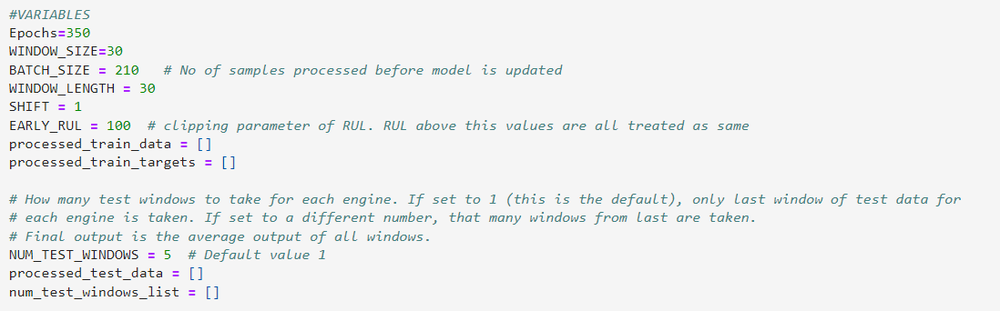 #VARIABLES
Epochs=350
WINDOW_SIZE=30
BATCH_SIZE = 210   # No of samples processed before model is updated
WINDOW_LENGTH = 30
SHIFT = 1
EARLY_RUL = 100  # clipping parameter of RUL. RUL above this values are all treated as same
processed_train_data = []
processed_train_targets = []
# How many test windows to take for each engine. If set to 1 (this is the default), only last window of test data for
# each engine is taken. If set to a different number, that many windows from last are taken.
# Final output is the average output of all windows.
NUM_TEST_WINDOWS = 5  # Default value 1
processed_test_data = []
num_test_windows_list = []